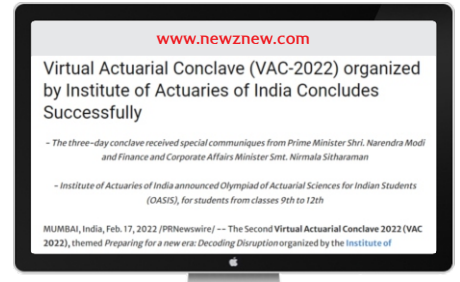 www.newznew.com
Virtual Actuarial Conclave (VAC-2022) organized
by Institute of Actuaries of India Concludes
Successfully
- The three-day conclave received special communiques from Prime Minister Shri. Narendra Modi
and Finance and Corporate Affairs Minister Smt. Nirmala Sitharaman
- Institute of Actuaries of India announced Olympiad of Actuarial Sciences for Indian Students
(OASIS), for students from classes 9th to 12th
MUMBAI, India, Feb. 17, 2022 /PRNewswire/ -- The Second Virtual Actuarial Conclave 2022 (VAC
2022), themed Preparing for a new era: Decoding Disruption organized by the Institute of